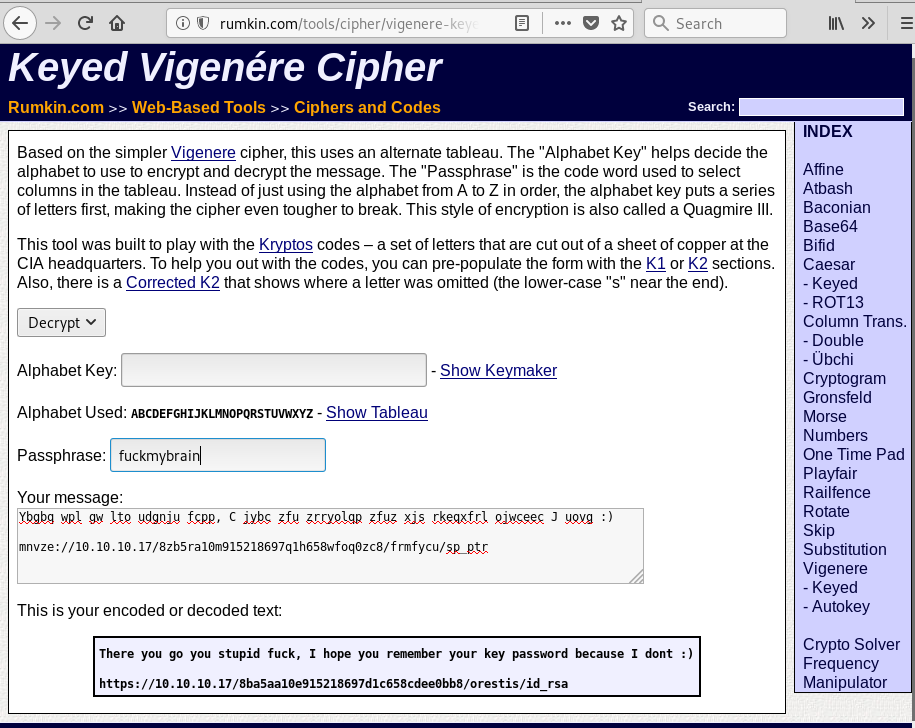 rumkin.com/tools/cipher/vigenere-keye
Search
Keyed Vigenére Cipher
Rumkin.com >> Web-Based Tools >> Ciphers and Codes
Search:
Based on the simpler Vigenere cipher, this uses an alternate tableau. The "Alphabet Key" helps decide the
alphabet to use to encrypt and decrypt the message. The "Passphrase" is the code word used to select
columns in the tableau. Instead of just using the alphabet from A to Z in order, the alphabet key puts a series
of letters first, making the cipher even tougher to break. This style of encryption is also called a Quagmire III.
This tool was built to play with the Kryptos codes – a set of letters that are cut out of a sheet of copper at the
CIA headquarters. To help you out with the codes, you can pre-populate the form with the K1 or K2 sections.
Also, there is a Corrected K2 that shows where a letter was omitted (the lower-case "s" near the end).
Decrypt
Alphabet Key: - Show Keymaker
Alphabet Used: ABCDEFGHIJKLMNOPQRSTUVWXYZ - Show Tableau
Passphrase: fuckmybrain
Your message:
Ybgbq wpl gw lto udgnju fcpp, C jybc zfu zrryolqp zfuz xjs rkeqxfrl ojwceec J uovg :)
mnvze://10.10.10.17/8zb5ra10m915218697q1h658wfoq0zc8/frmfycu/sp_ptr
This is your encoded or decoded text:
There you go you stupid fuck, I hope you remember your key password because I dont :)
https://10.10.10.17/8ba5aa10e915218697d1c658cdee0bb8/orestis/id_rsa
INDEX
Affine
Atbash
Baconian
Base64
Bifid
Caesar
- Keyed
- ROT13
Column Trans.
- Double
- Übchi
Cryptogram
Gronsfeld
Morse
Numbers
One Time Pad
Playfair
Railfence
Rotate
Skip
Substitution
Vigenere
- Keyed
- Autokey
Crypto Solver
Frequency
Manipulator